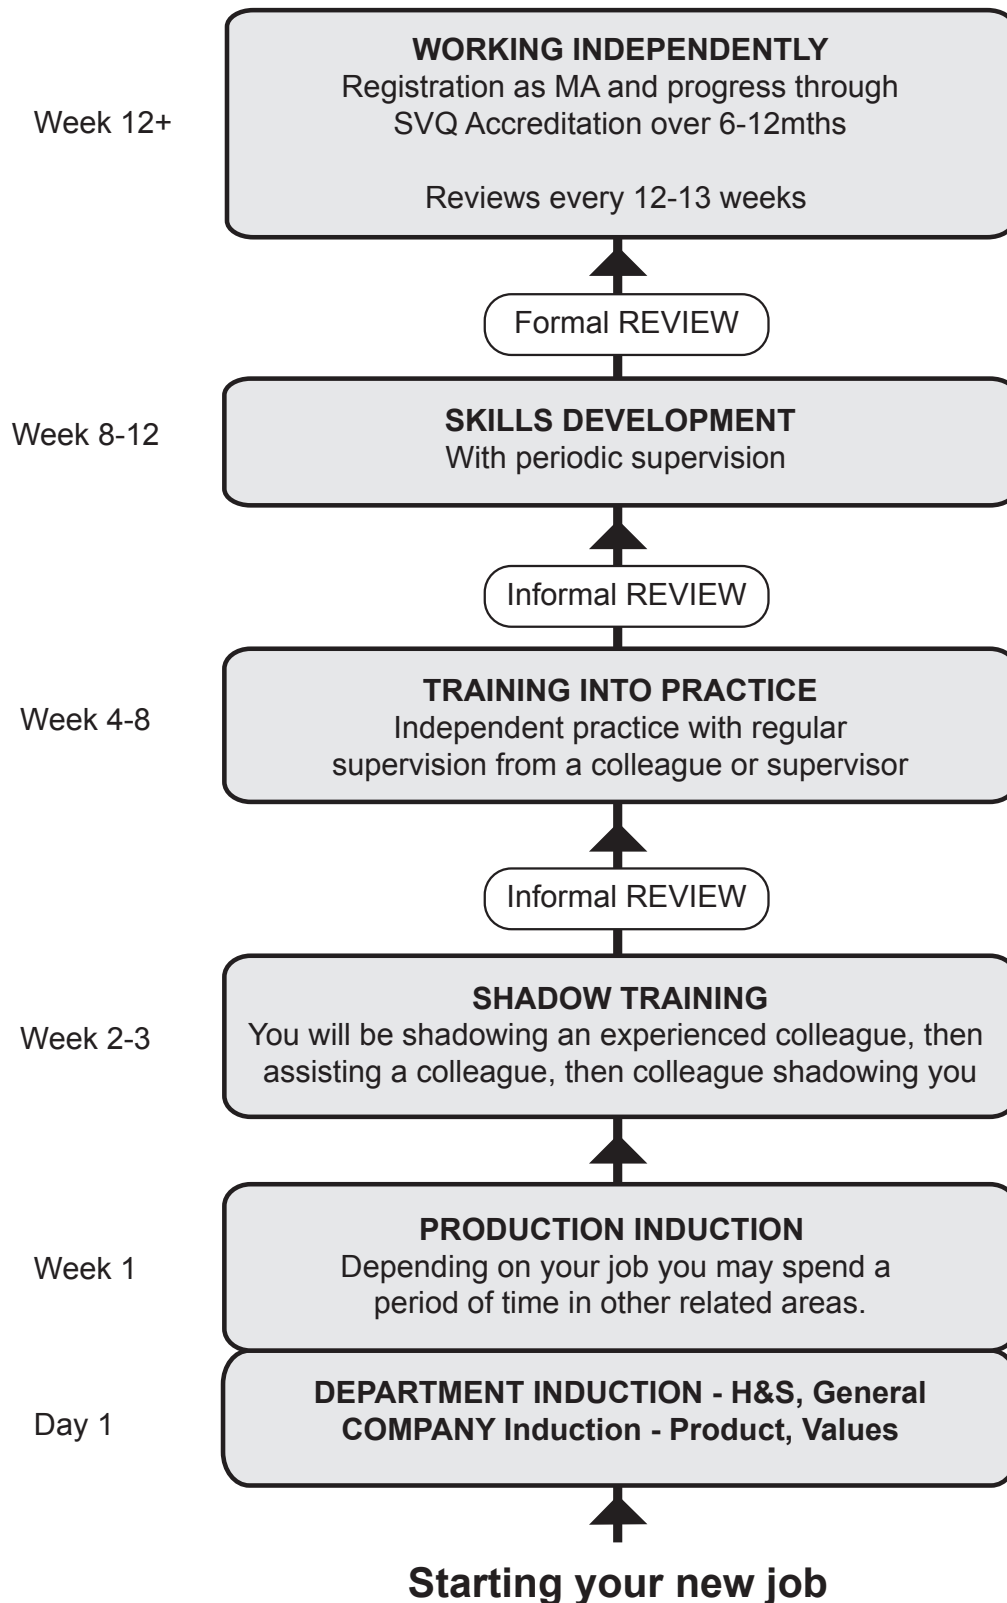 WORKING INDEPENDENTLY
Registration as MA and progress through
Week 12+
SVQ Accreditation over 6-12mths
Reviews every 12-13 weeks
Formal REVIEW
Week 8-12
SKILLS DEVELOPMENT
With periodic supervision
Informal REVIEW
Week 4-8
TRAINING INTO PRACTICE
Independent practice with regular
supervision from a colleague or supervisor
Informal REVIEW
Week 2-3
SHADOW TRAINING
You will be shadowing an experienced colleague, then
assisting a colleague, then colleague shadowing you
Week 1
PRODUCTION INDUCTION
Depending on your job you may spend a
period of time in other related areas.
Day 1
DEPARTMENT INDUCTION - H&S, General
COMPANY Induction - Product, Values
Starting your new job